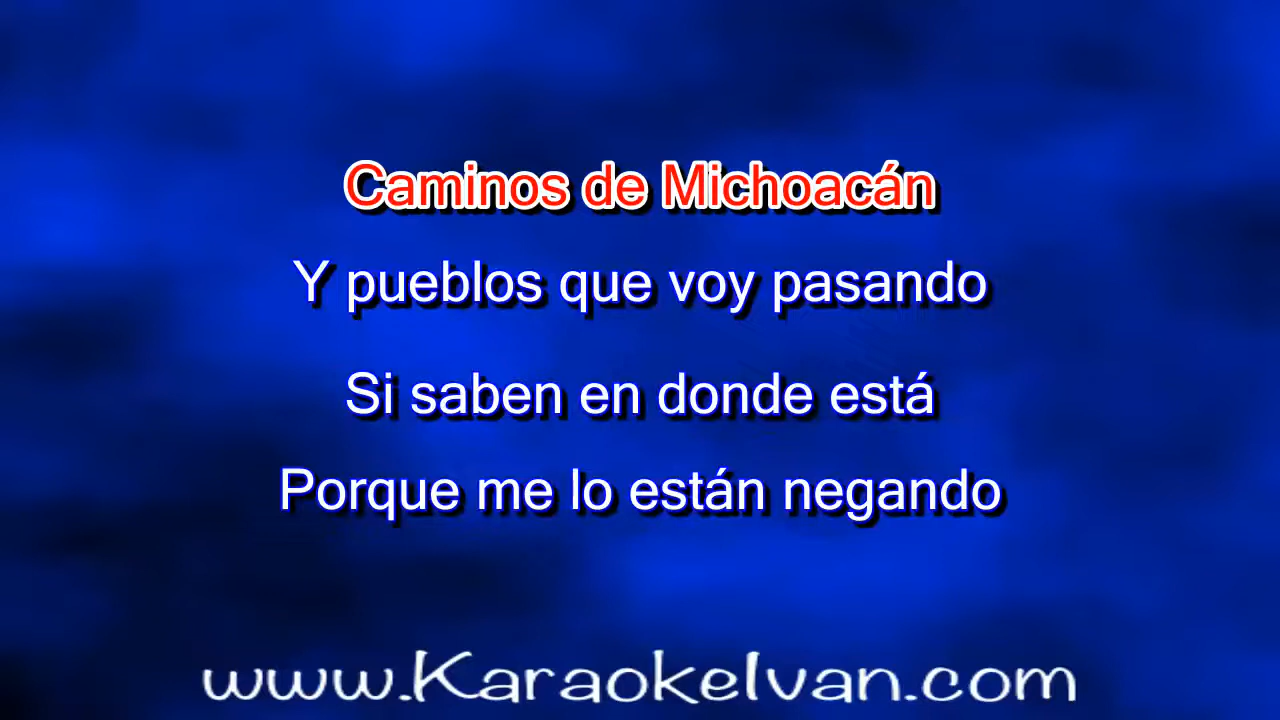 Caminos de Michoacán
Y pueblos que voy pasando
Si saben en donde está
Porque me lo están negando
www.KaraokeIvan.com